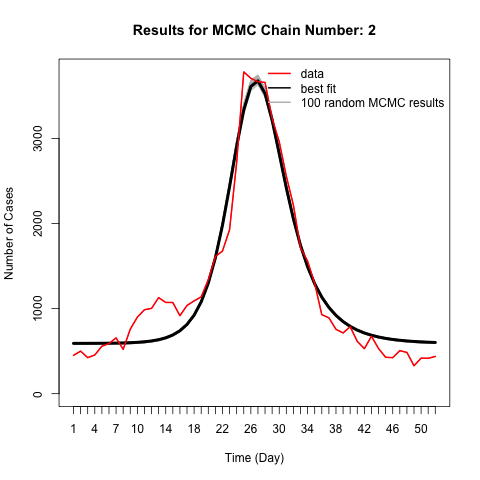 Results for MCMC Chain Number: 2
data
best fit
100 random MCMC results
Number of Cases
3000
2000
1000
0
1 4 7 10 14 18 22 26 30 34 38 42 46 50
Time (Day)